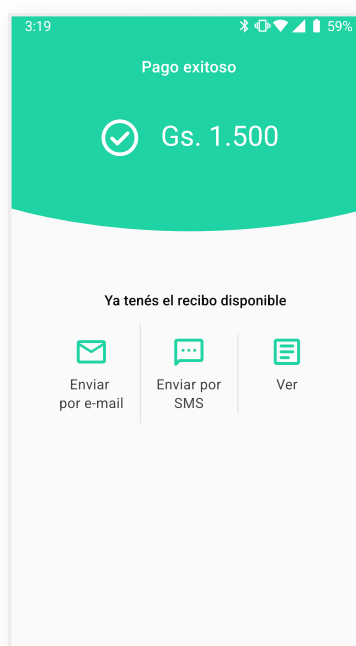 3:19 59%
Pago exitoso
Gs. 1.500
Ya tenés el recibo disponible
Enviar
por e-mail
Enviar por
SMS
Ver